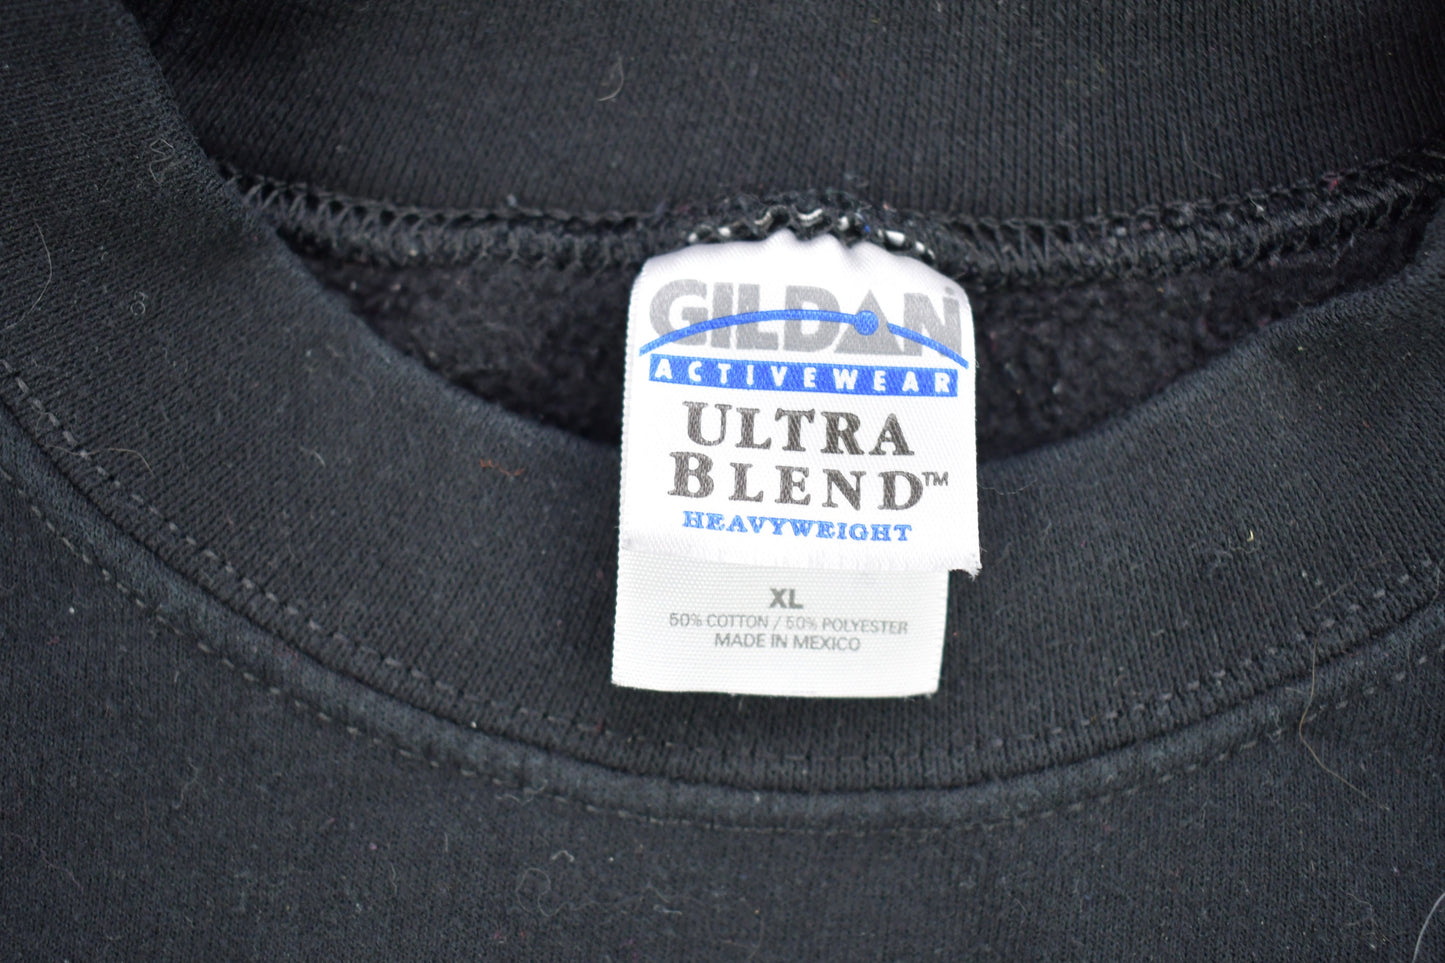 GILDAN
ACTIVEWEAR
ULTRA
BLEND™
HEAVYWEIGHT
XL
50% COTTON / 50% POLYESTER
MADE IN MEXICO